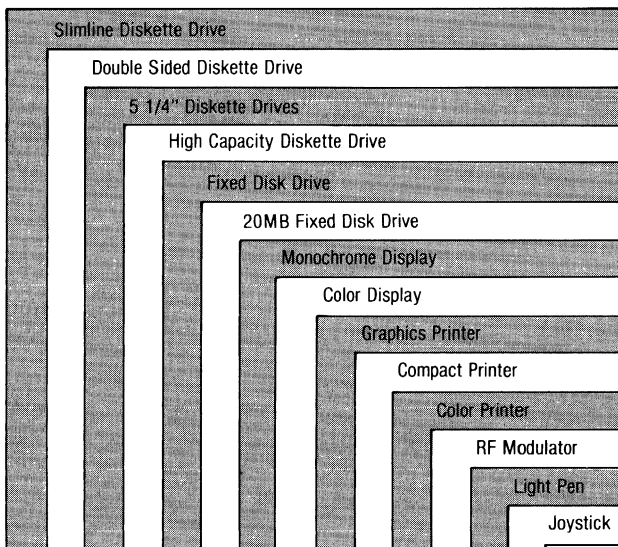 Slimline Diskette Drive
Double Sided Diskette Drive
5 1/4" Diskette Drives
High Capacity Diskette Drive
Fixed Disk Drive
20MB Fixed Disk Drive
Monochrome Display
Color Display
Graphics Printer
Compact Printer
Color Printer
RF Modulator
Light Pen
Joystick